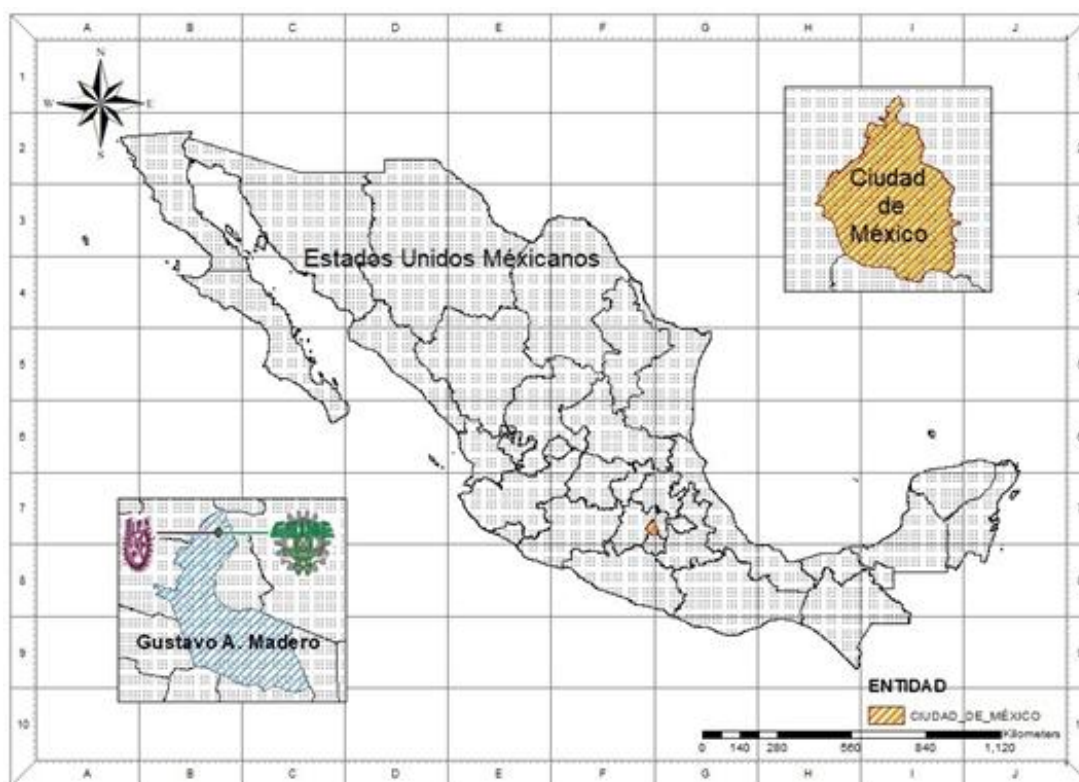 A B C D E F G H I J
1
2
3
4
5
6
7
8
9
10
N
W E
S
Ciudad
de
México
Estados Unidos Méxicanos
Gustavo A. Madero
ENTIDAD
CIUDAD_DE_MÉXICO
Kilometers
0 140 280 560 840 1,120
A B C D E F G H I J